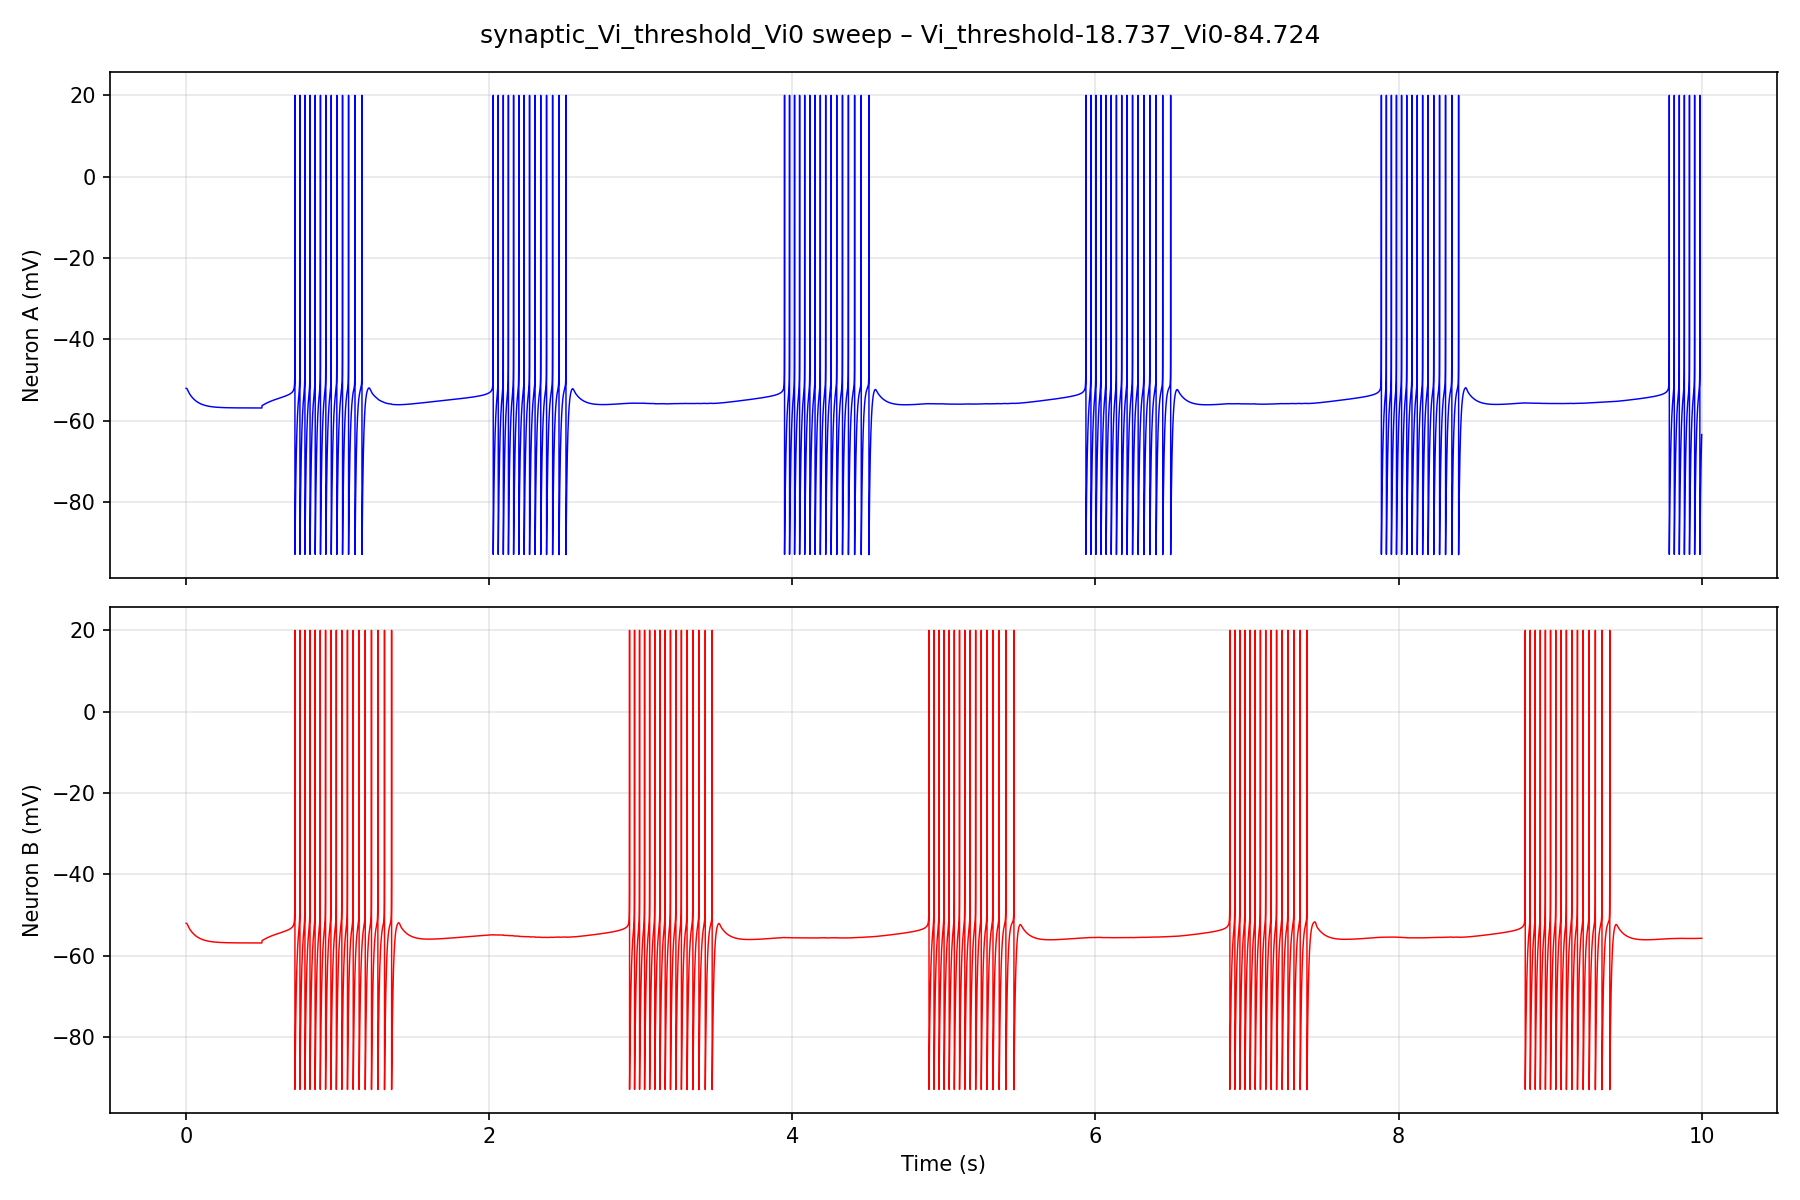 synaptic_Vi_threshold_Vi0 sweep – Vi_threshold-18.737_Vi0-84.724
20
0
−20
−40
−60
−80
Neuron A (mV)
20
0
−20
−40
−60
−80
Neuron B (mV)
0 2 4 6 8 10
Time (s)